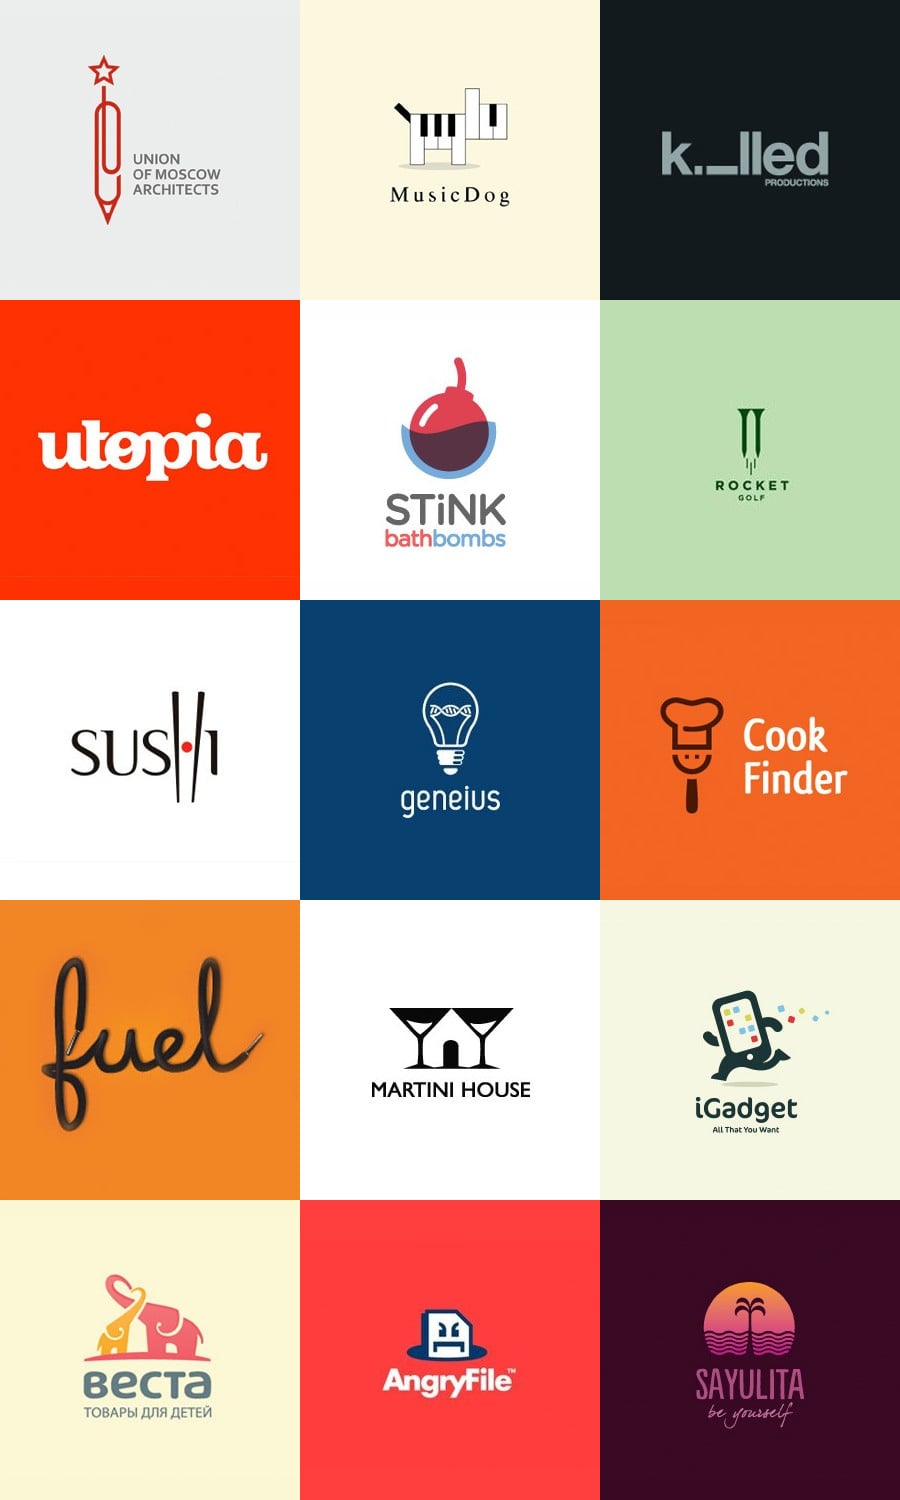 UNION
OF MOSCOW
ARCHITECTS
MusicDog
k._lled
PRODUCTIONS
utopia
STiNK
bathbombs
ROCKET
GOLF
SUSHI
geneius
Cook
Finder
fuel
MARTINI HOUSE
iGadget
All That You Want
Веста
ТОВАРЫ ДЛЯ ДЕТЕЙ
AngryFile™
SAYULITA
be yourself